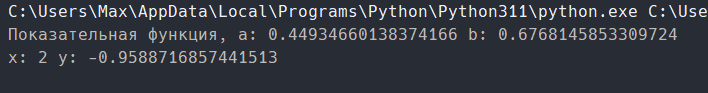 C:\Users\Max\AppData\Local\Programs\Python\Python311\python.exe C:\Use
Показательная функция, a: 0.44934660138374166 b: 0.6768145853309724
x: 2 y: -0.9588716857441513